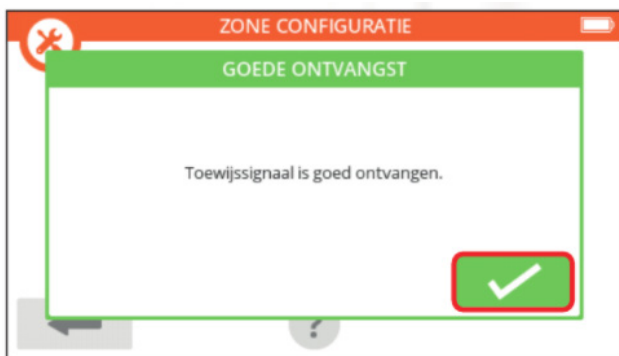 ZONE CONFIGURATIE
GOEDE ONTVANGST
Toewijssignaal is goed ontvangen.
?